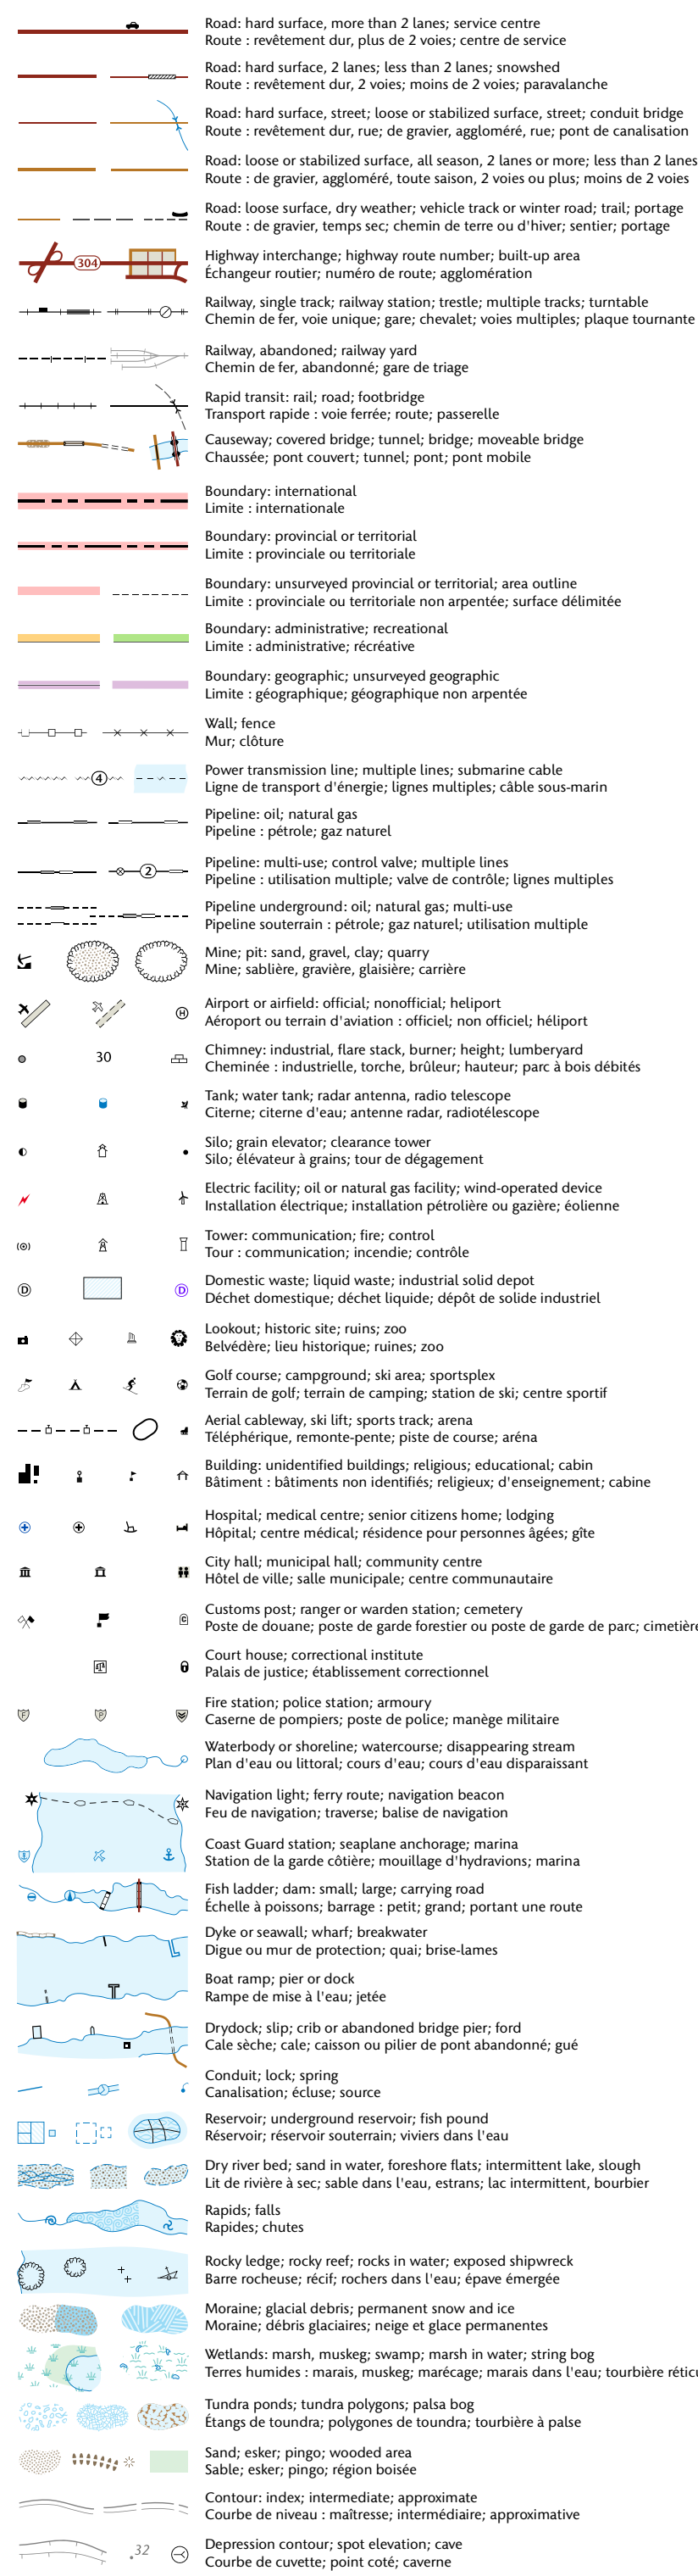 Road: hard surface, more than 2 lanes; service centre
Route : revêtement dur, plus de 2 voies; centre de service
Road: hard surface, 2 lanes; less than 2 lanes; snowshed
Route : revêtement dur, 2 voies; moins de 2 voies; paravalanche
Road: hard surface, street; loose or stabilized surface, street; conduit bridge
Route : revêtement dur, rue; de gravier, aggloméré, rue; pont de canalisation
Road: loose or stabilized surface, all season, 2 lanes or more; less than 2 lanes
Route : de gravier, aggloméré, toute saison, 2 voies ou plus; moins de 2 voies
Road: loose surface, dry weather; vehicle track or winter road; trail; portage
Route : de gravier, temps sec; chemin de terre ou d'hiver; sentier; portage
304
Highway interchange; highway route number; built-up area
Échangeur routier; numéro de route; agglomération
Railway, single track; railway station; trestle; multiple tracks; turntable
Chemin de fer, voie unique; gare; chevalet; voies multiples; plaque tournante
Railway, abandoned; railway yard
Chemin de fer, abandonné; gare de triage
Rapid transit: rail; road; footbridge
Transport rapide : voie ferrée; route; passerelle
Causeway; covered bridge; tunnel; bridge; moveable bridge
Chaussée; pont couvert; tunnel; pont; pont mobile
Boundary: international
Limite : internationale
Boundary: provincial or territorial
Limite : provinciale ou territoriale
Boundary: unsurveyed provincial or territorial; area outline
Limite : provinciale ou territoriale non arpentée; surface délimitée
Boundary: administrative; recreational
Limite : administrative; récréative
Boundary: geographic; unsurveyed geographic
Limite : géographique; géographique non arpentée
Wall; fence
Mur; clôture
4
Power transmission line; multiple lines; submarine cable
Ligne de transport d'énergie; lignes multiples; câble sous-marin
Pipeline: oil; natural gas
Pipeline : pétrole; gaz naturel
2
Pipeline: multi-use; control valve; multiple lines
Pipeline : utilisation multiple; valve de contrôle; lignes multiples
Pipeline underground: oil; natural gas; multi-use
Pipeline souterrain : pétrole; gaz naturel; utilisation multiple
Mine; pit: sand, gravel, clay; quarry
Mine; sablière, gravière, glaisière; carrière
H
Airport or airfield: official; nonofficial; heliport
Aéroport ou terrain d'aviation : officiel; non officiel; héliport
30
Chimney: industrial, flare stack, burner; height; lumberyard
Cheminée : industrielle, torche, brûleur; hauteur; parc à bois débités
Tank; water tank; radar antenna, radio telescope
Citerne; citerne d'eau; antenne radar, radiotélescope
Silo; grain elevator; clearance tower
Silo; élévateur à grains; tour de dégagement
Electric facility; oil or natural gas facility; wind-operated device
Installation électrique; installation pétrolière ou gazière; éolienne
Tower: communication; fire; control
Tour : communication; incendie; contrôle
D D
Domestic waste; liquid waste; industrial solid depot
Déchet domestique; déchet liquide; dépôt de solide industriel
Lookout; historic site; ruins; zoo
Belvédère; lieu historique; ruines; zoo
Golf course; campground; ski area; sportsplex
Terrain de golf; terrain de camping; station de ski; centre sportif
Aerial cableway, ski lift; sports track; arena
Téléphérique, remonte-pente; piste de course; aréna
Building: unidentified buildings; religious; educational; cabin
Bâtiment : bâtiments non identifiés; religieux; d'enseignement; cabine
Hospital; medical centre; senior citizens home; lodging
Hôpital; centre médical; résidence pour personnes âgées; gîte
City hall; municipal hall; community centre
Hôtel de ville; salle municipale; centre communautaire
C
Customs post; ranger or warden station; cemetery
Poste de douane; poste de garde forestier ou poste de garde de parc; cimetière
Court house; correctional institute
Palais de justice; établissement correctionnel
F P
Fire station; police station; armoury
Caserne de pompiers; poste de police; manège militaire
Waterbody or shoreline; watercourse; disappearing stream
Plan d'eau ou littoral; cours d'eau; cours d'eau disparaissant
Navigation light; ferry route; navigation beacon
Feu de navigation; traverse; balise de navigation
Coast Guard station; seaplane anchorage; marina
Station de la garde côtière; mouillage d'hydravions; marina
Fish ladder; dam: small; large; carrying road
Échelle à poissons; barrage : petit; grand; portant une route
Dyke or seawall; wharf; breakwater
Digue ou mur de protection; quai; brise-lames
Boat ramp; pier or dock
Rampe de mise à l'eau; jetée
Drydock; slip; crib or abandoned bridge pier; ford
Cale sèche; cale; caisson ou pilier de pont abandonné; gué
Conduit; lock; spring
Canalisation; écluse; source
Reservoir; underground reservoir; fish pound
Réservoir; réservoir souterrain; viviers dans l'eau
Dry river bed; sand in water, foreshore flats; intermittent lake, slough
Lit de rivière à sec; sable dans l'eau, estrans; lac intermittent, bourbier
Rapids; falls
Rapides; chutes
Rocky ledge; rocky reef; rocks in water; exposed shipwreck
Barre rocheuse; récif; rochers dans l'eau; épave émergée
Moraine; glacial debris; permanent snow and ice
Moraine; débris glaciaires; neige et glace permanentes
Wetlands: marsh, muskeg; swamp; marsh in water; string bog
Terres humides : marais, muskeg; marécage; marais dans l'eau; tourbière réticu
Tundra ponds; tundra polygons; palsa bog
Étangs de toundra; polygones de toundra; tourbière à palse
Sand; esker; pingo; wooded area
Sable; esker; pingo; région boisée
Contour: index; intermediate; approximate
Courbe de niveau : maîtresse; intermédiaire; approximative
.32
Depression contour; spot elevation; cave
Courbe de cuvette; point coté; caverne